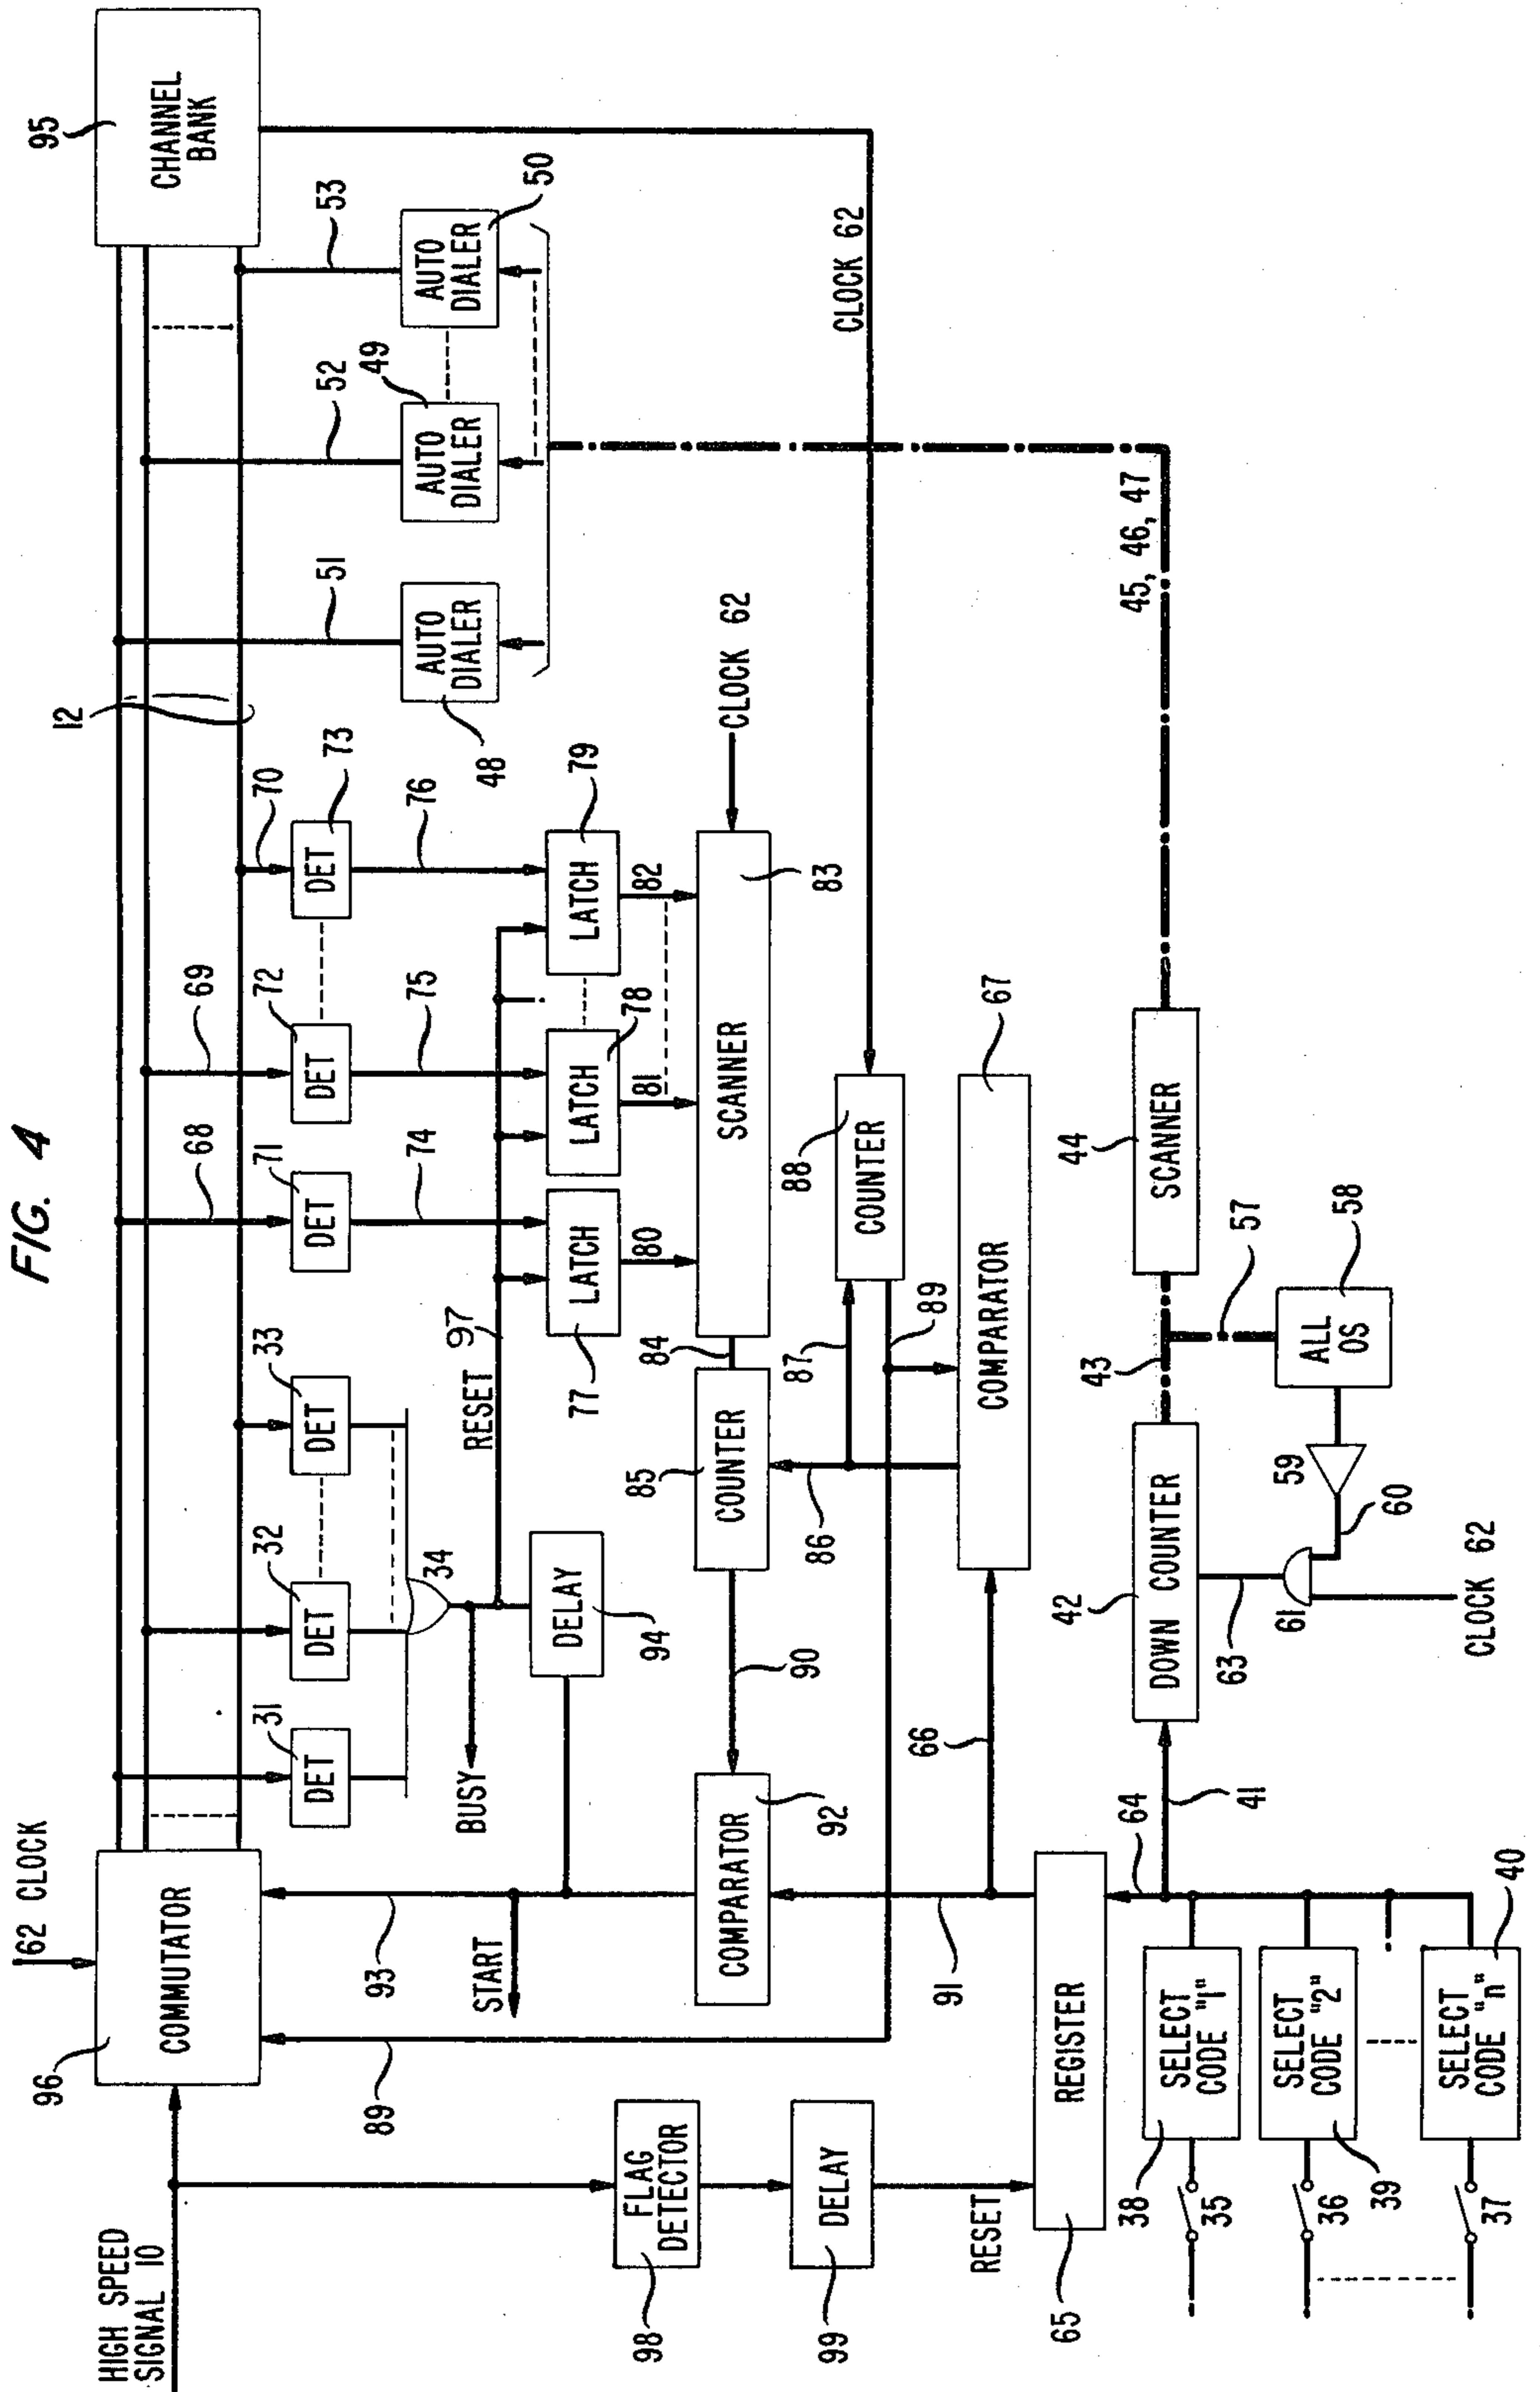 FIG. 4
HIGH SPEED
SIGNAL 10
62 CLOCK
96
COMMUTATOR
12
95
CHANNEL
BANK
89
93
START
BUSY
31
DET
32
DET
33
DET
34
68
71
DET
69
72
DET
70
73
DET
51
52
53
48
AUTO
DIALER
49
AUTO
DIALER
50
AUTO
DIALER
RESET 97
74
75
76
77
LATCH
78
LATCH
79
LATCH
80
81
82
DELAY
94
98
FLAG
DETECTOR
99
DELAY
RESET
COMPARATOR
92
90
85
COUNTER
84
SCANNER
83
CLOCK 62
86
87
88
COUNTER
89
CLOCK 62
91
66
COMPARATOR
67
65
REGISTER
64
41
42
DOWN COUNTER
43
44
SCANNER
45, 46, 47
57
ALL
OS
58
59
60
61
63
CLOCK 62
35
38
SELECT
CODE "1"
36
39
SELECT
CODE "2"
37
40
SELECT
CODE "n"